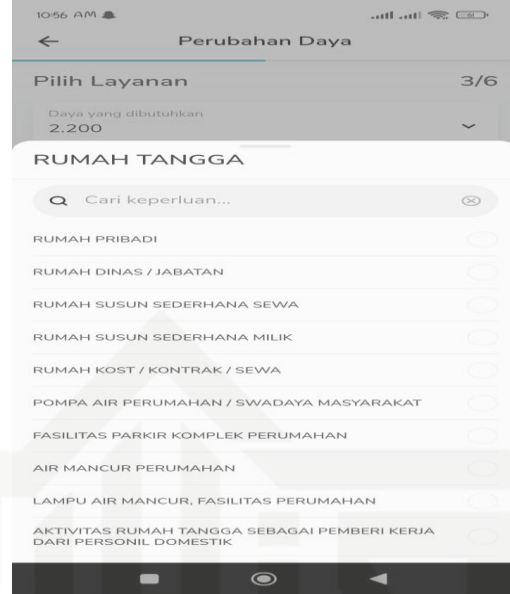 10:56 AM
61
Perubahan Daya
Pilih Layanan 3/6
Daya yang dibutuhkan
2.200
RUMAH TANGGA
Cari keperluan...
RUMAH PRIBADI
RUMAH DINAS / JABATAN
RUMAH SUSUN SEDERHANA SEWA
RUMAH SUSUN SEDERHANA MILIK
RUMAH KOST / KONTRAK / SEWA
POMPA AIR PERUMAHAN / SWADAYA MASYARAKAT
FASILITAS PARKIR KOMPLEK PERUMAHAN
AIR MANCUR PERUMAHAN
LAMPU AIR MANCUR, FASILITAS PERUMAHAN
AKTIVITAS RUMAH TANGGA SEBAGAI PEMBERI KERJA
DARI PERSONIL DOMESTIK